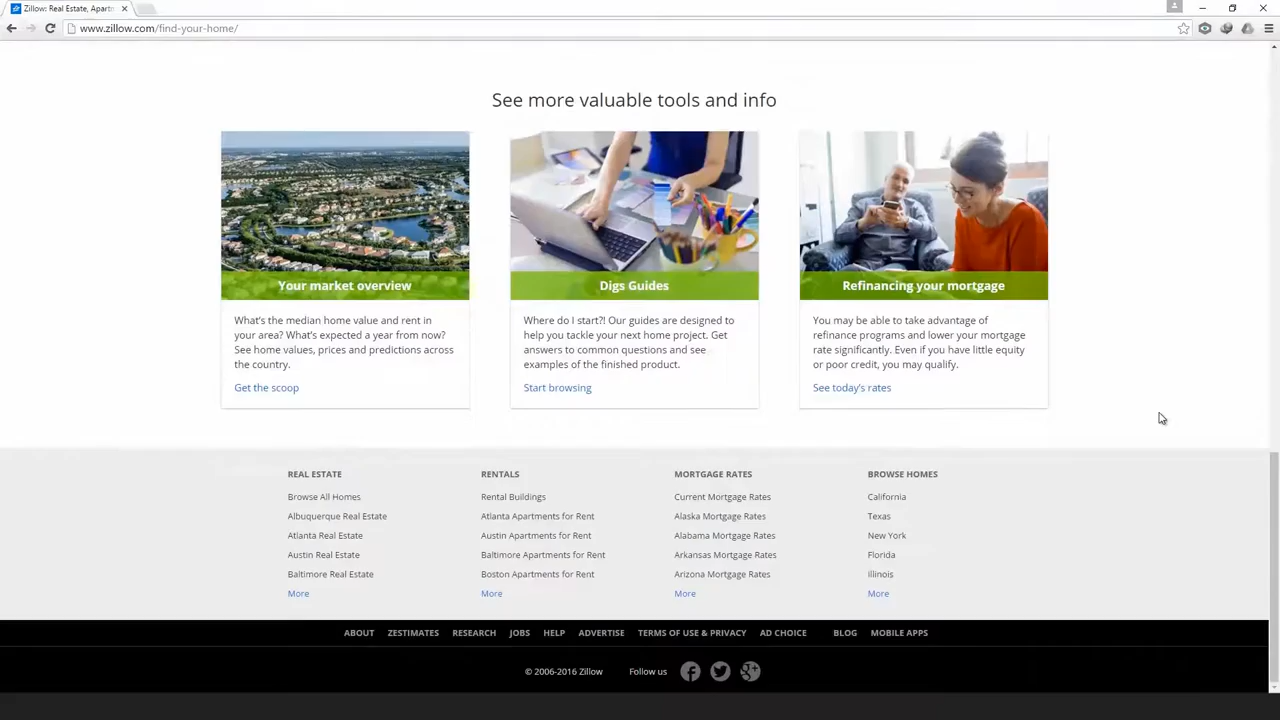 Zillow: Real Estate, Apartm
www.zillow.com/find-your-home/
See more valuable tools and info
Your market overview
What's the median home value and rent in
your area? What's expected a year from now?
See home values, prices and predictions across
the country.
Get the scoop
Digs Guides
Where do I start?! Our guides are designed to
help you tackle your next home project. Get
answers to common questions and see
examples of the finished product.
Start browsing
Refinancing your mortgage
You may be able to take advantage of
refinance programs and lower your mortgage
rate significantly. Even if you have little equity
or poor credit, you may qualify.
See today's rates
REAL ESTATE
Browse All Homes
Albuquerque Real Estate
Atlanta Real Estate
Austin Real Estate
Baltimore Real Estate
More
RENTALS
Rental Buildings
Atlanta Apartments for Rent
Austin Apartments for Rent
Baltimore Apartments for Rent
Boston Apartments for Rent
More
MORTGAGE RATES
Current Mortgage Rates
Alaska Mortgage Rates
Alabama Mortgage Rates
Arkansas Mortgage Rates
Arizona Mortgage Rates
More
BROWSE HOMES
California
Texas
New York
Florida
Illinois
More
ABOUT ZESTIMATES RESEARCH JOBS HELP ADVERTISE TERMS OF USE & PRIVACY AD CHOICE BLOG MOBILE APPS
© 2006-2016 Zillow Follow us